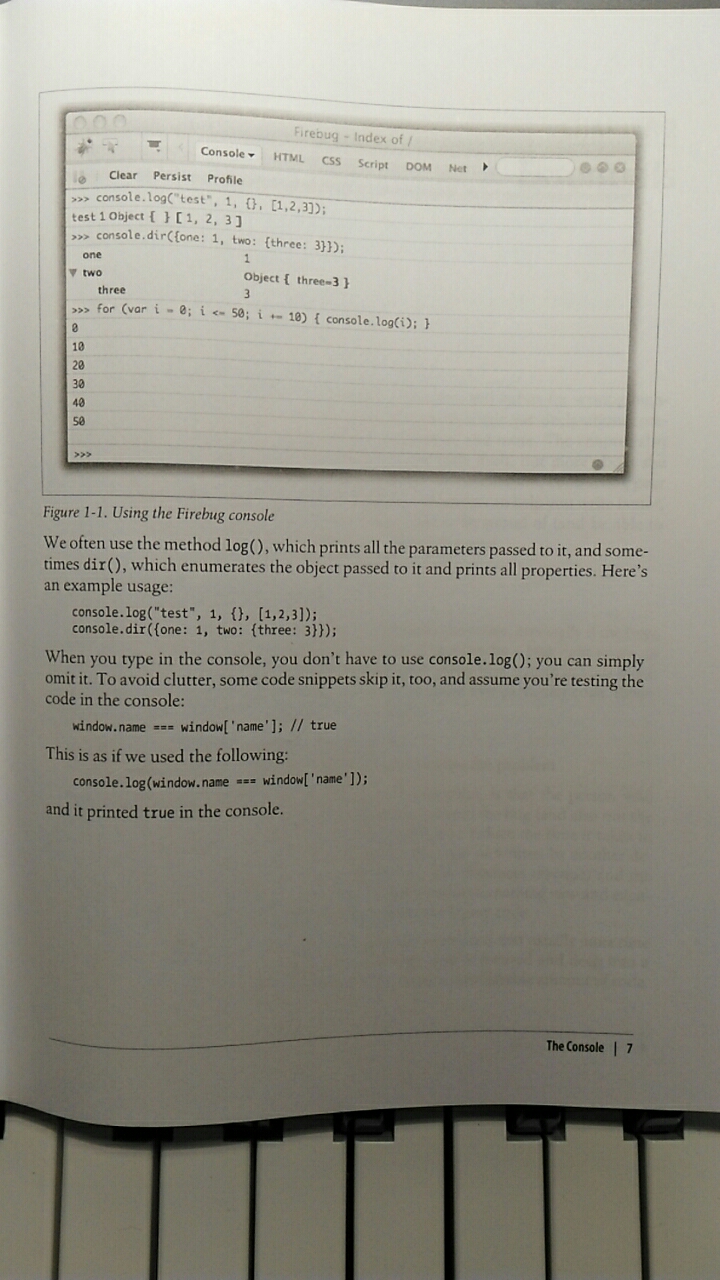 Firebug - Index of /
Console HTML CSS Script DOM Net
Clear Persist Profile
>>> console.log("test", 1, {}, [1,2,3]);
test 1 Object { } [ 1, 2, 3 ]
>>> console.dir({one: 1, two: {three: 3}});
one 1
two Object { three=3 }
three 3
>>> for (var i = 0; i <= 50; i += 10) { console.log(i); }
0
10
20
30
40
50
>>>
Figure 1-1. Using the Firebug console
We often use the method log(), which prints all the parameters passed to it, and some-
times dir(), which enumerates the object passed to it and prints all properties. Here's
an example usage:
console.log("test", 1, {}, [1,2,3]);
console.dir({one: 1, two: {three: 3}});
When you type in the console, you don't have to use console.log(); you can simply
omit it. To avoid clutter, some code snippets skip it, too, and assume you're testing the
code in the console:
window.name === window['name']; // true
This is as if we used the following:
console.log(window.name === window['name']);
and it printed true in the console.
The Console | 7